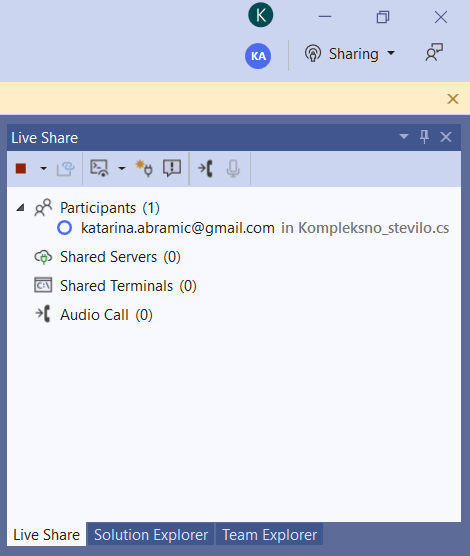 K
KA
Sharing
Live Share
Participants (1)
katarina.abramic@gmail.com in Kompleksno_stevilo.cs
Shared Servers (0)
C:\
Shared Terminals (0)
Audio Call (0)
Live Share Solution Explorer Team Explorer